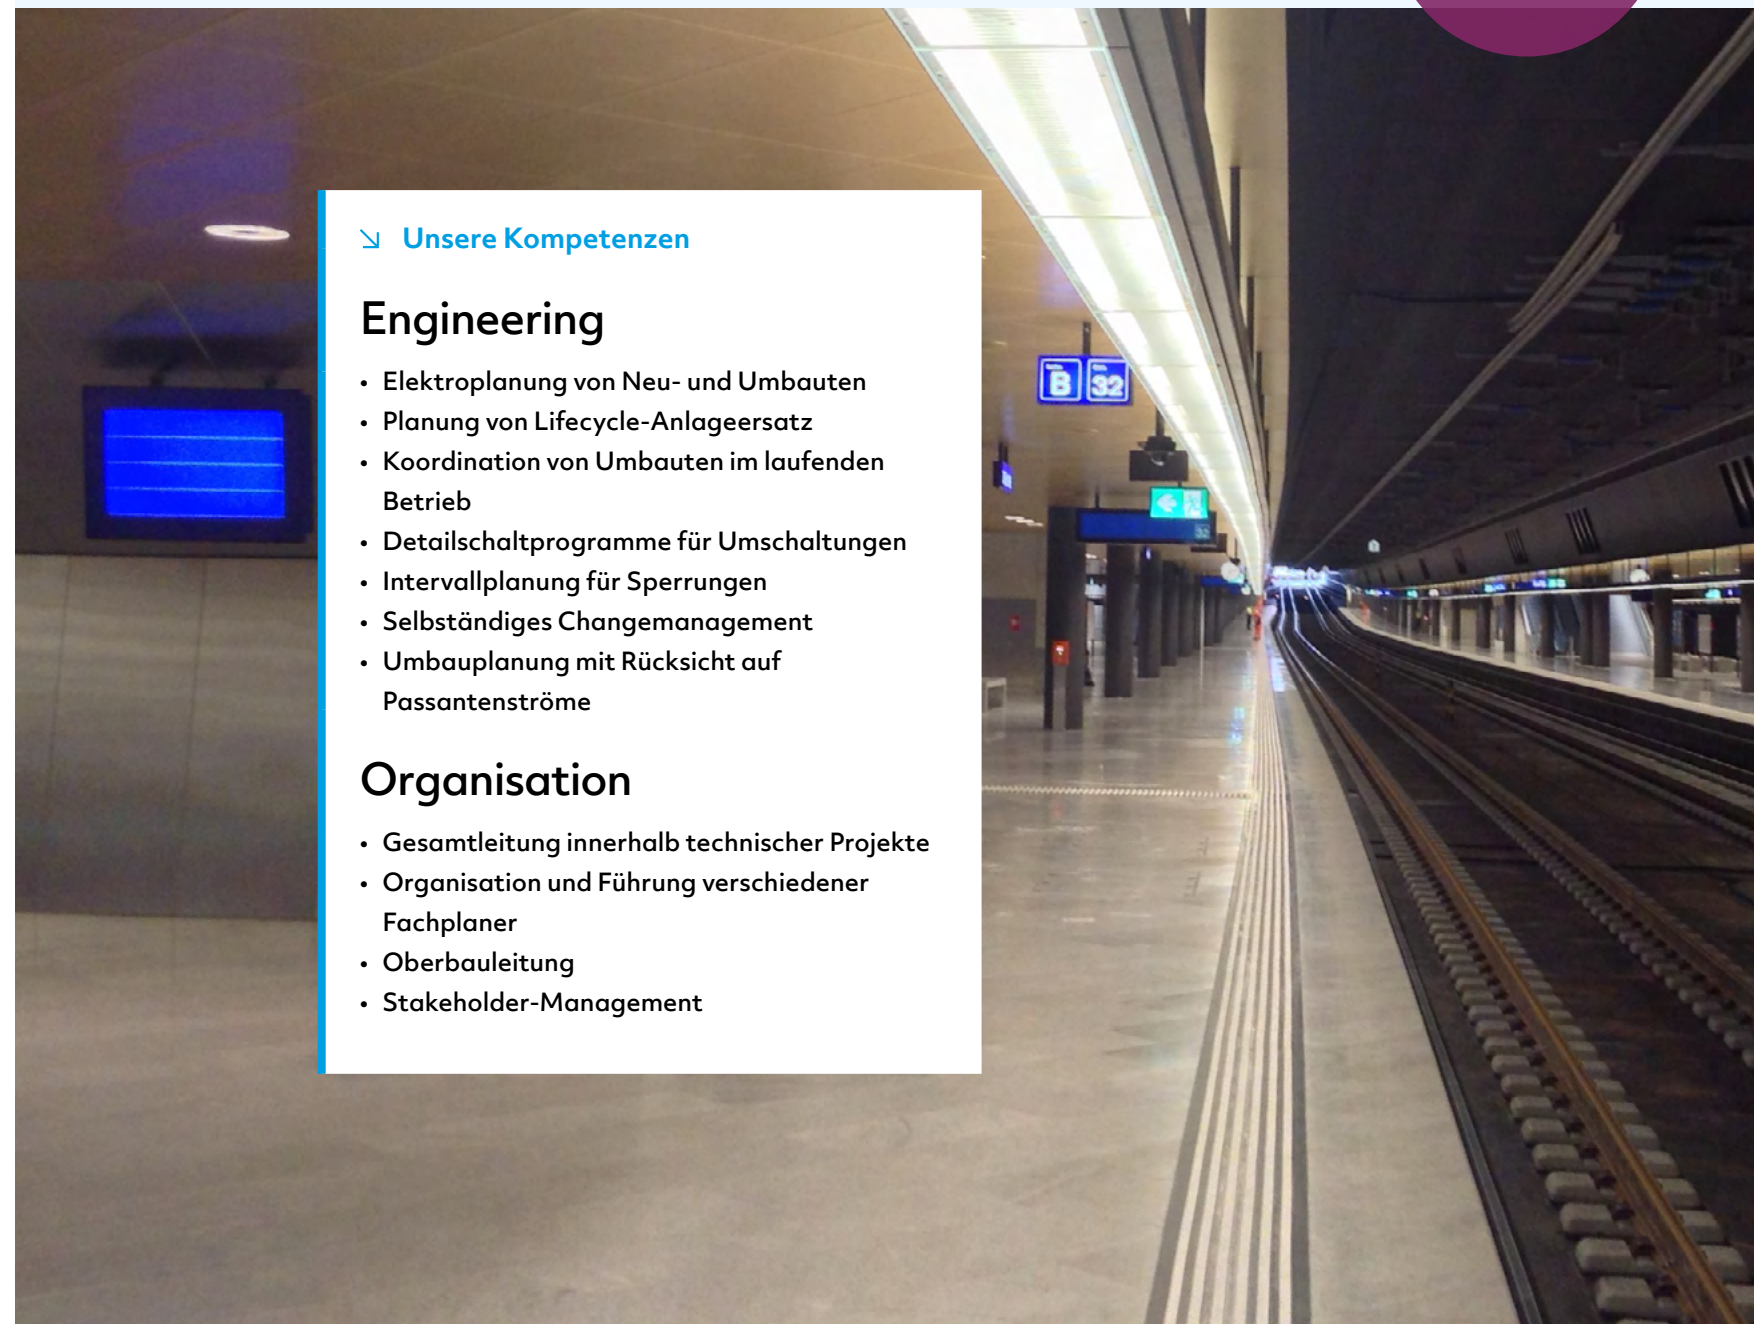 Unsere Kompetenzen
Engineering
• Elektroplanung von Neu- und Umbauten
• Planung von Lifecycle-Anlageersatz
• Koordination von Umbauten im laufenden
Betrieb
• Detailschaltprogramme für Umschaltungen
• Intervallplanung für Sperrungen
• Selbständiges Changemanagement
• Umbauplanung mit Rücksicht auf
Passantenströme
Organisation
• Gesamtleitung innerhalb technischer Projekte
• Organisation und Führung verschiedener
Fachplaner
• Oberbauleitung
• Stakeholder-Management
B 32
32